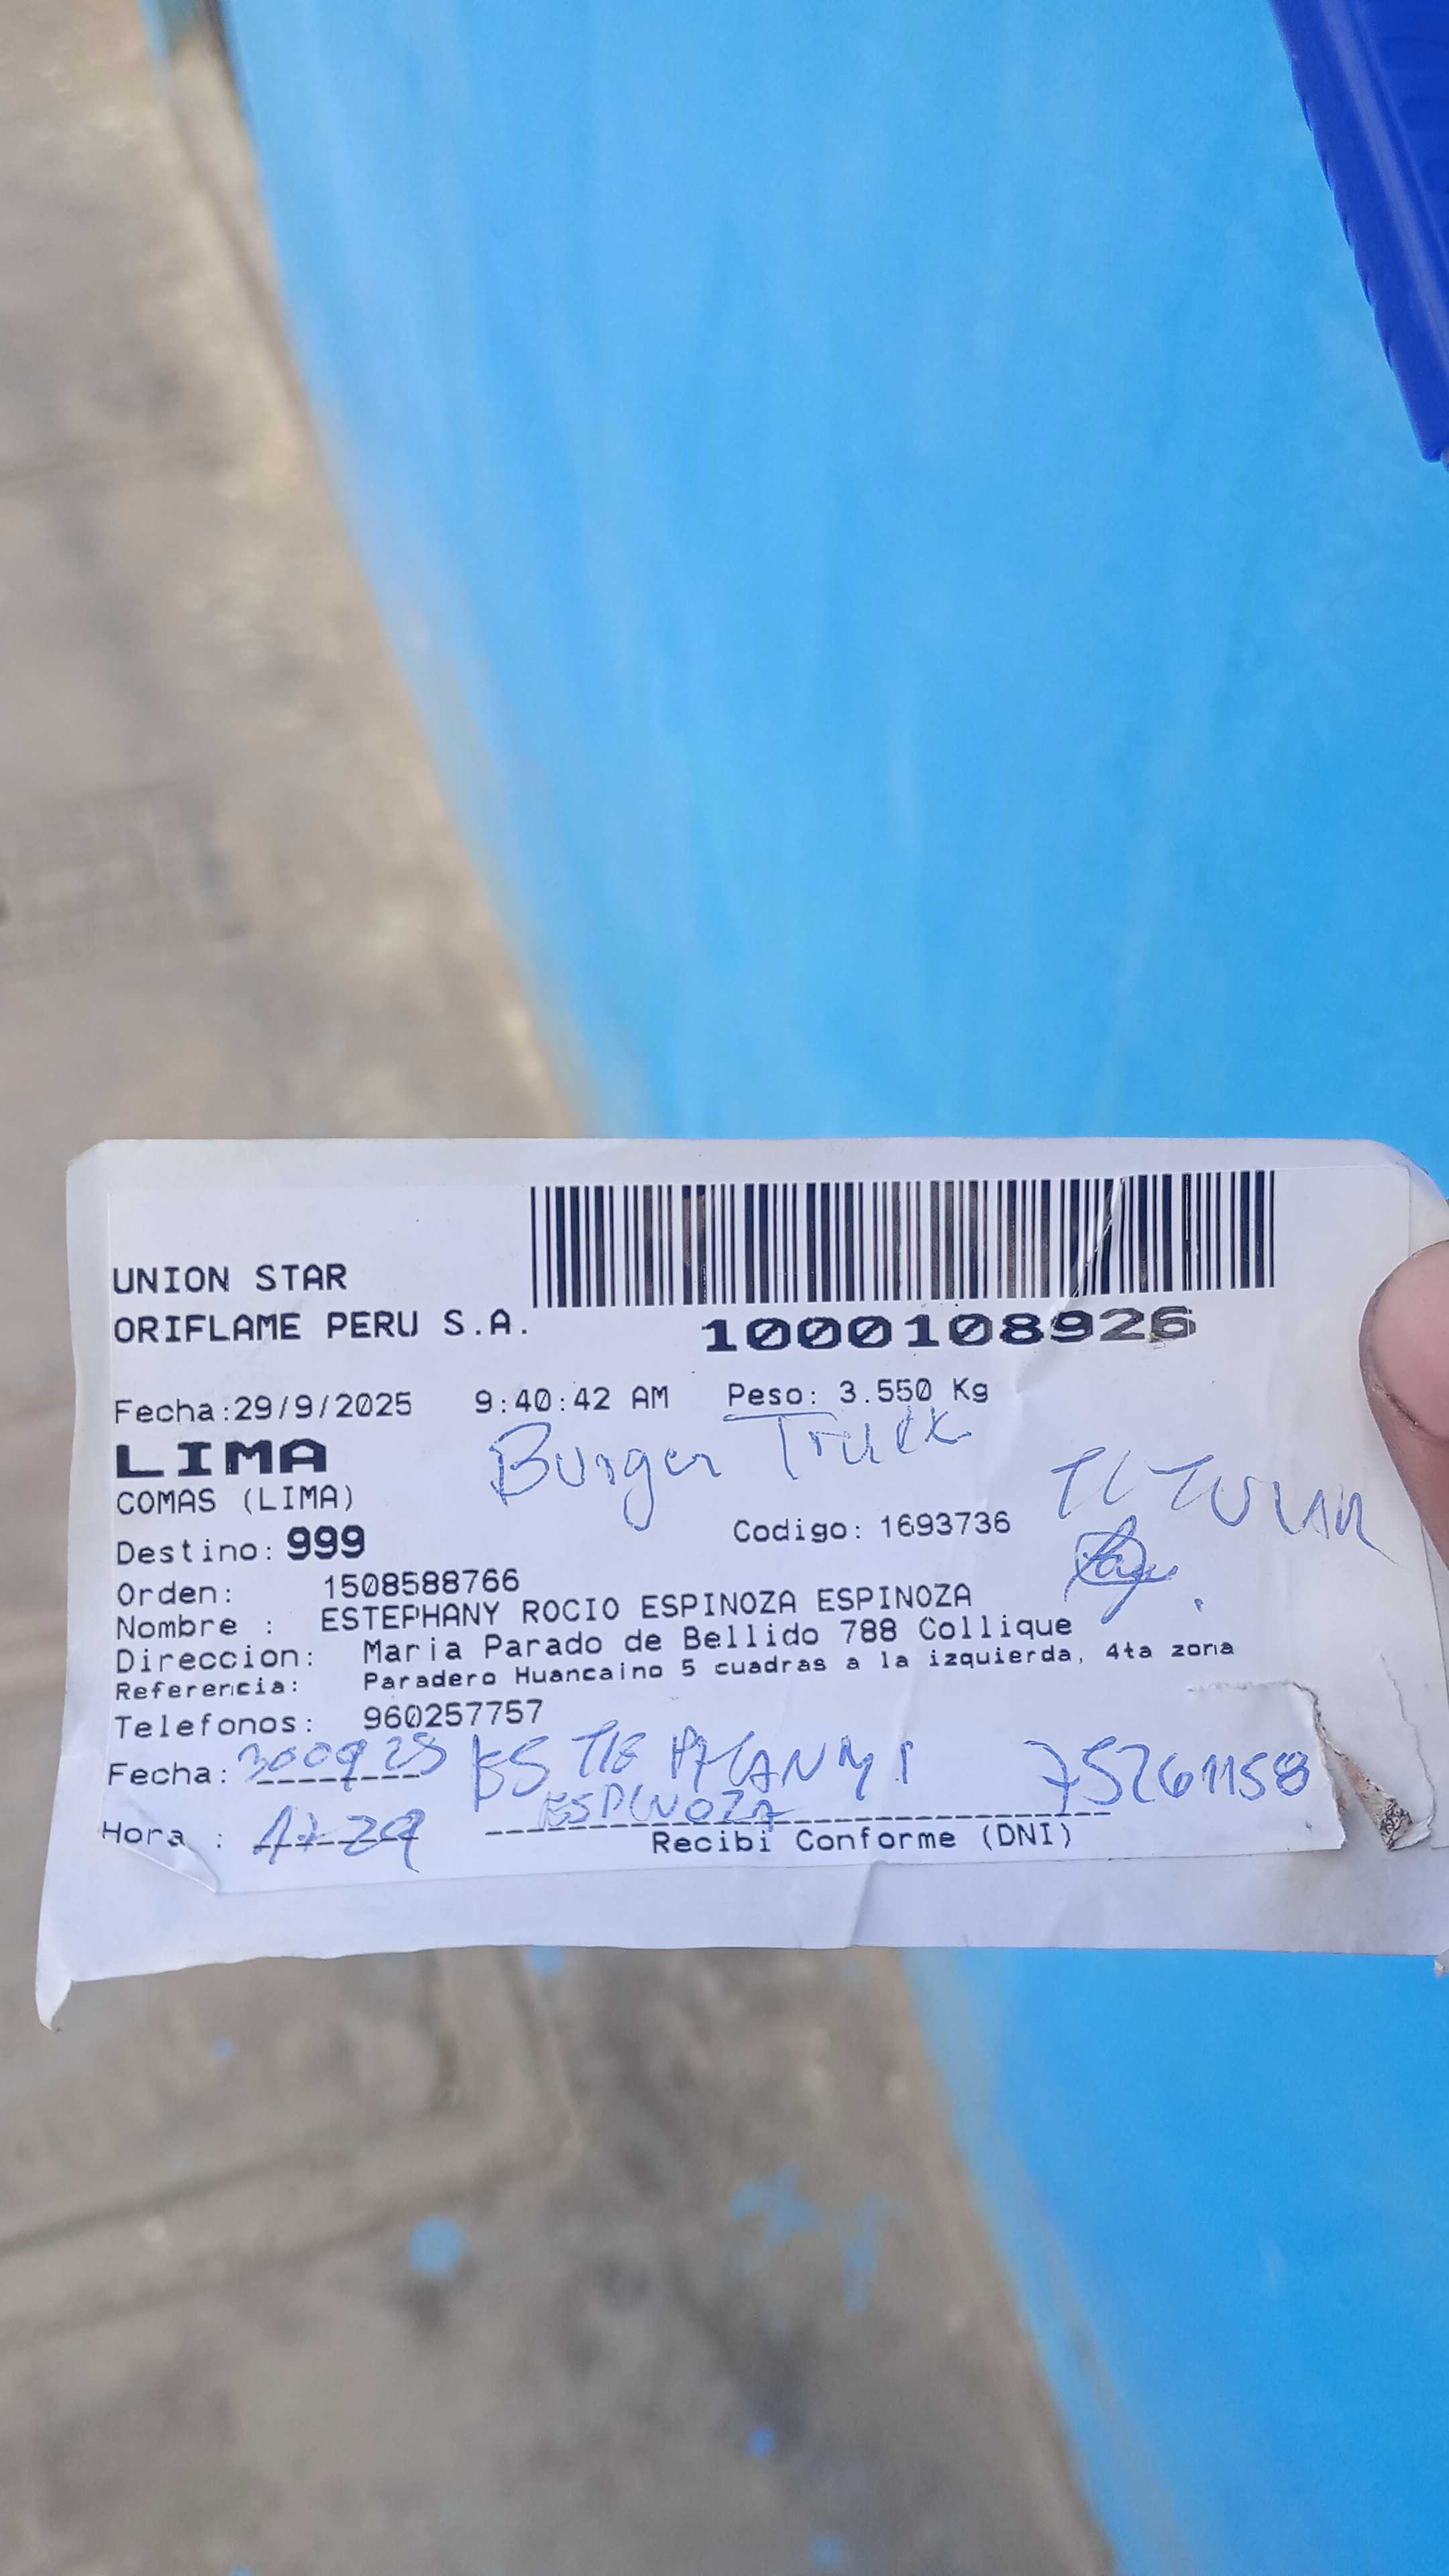 UNION STAR
ORIFLAME PERU S.A.
1000108926
Fecha:29/9/2025 9:40:42 AM Peso: 3.550 Kg
LIMA
Burger Truck
COMAS (LIMA)
TITULAR
Destino: 999 Codigo: 1693736
Orden: 1508588766
Nombre : ESTEPHANY ROCIO ESPINOZA ESPINOZA
Direccion: Maria Parado de Bellido 788 Collique
Referencia: Paradero Huancaino 5 cuadras a la izquierda, 4ta zona
Telefonos: 960257757
Fecha: 300925 75261158
ESPINOZA
Hora :
Recibi Conforme (DNI)